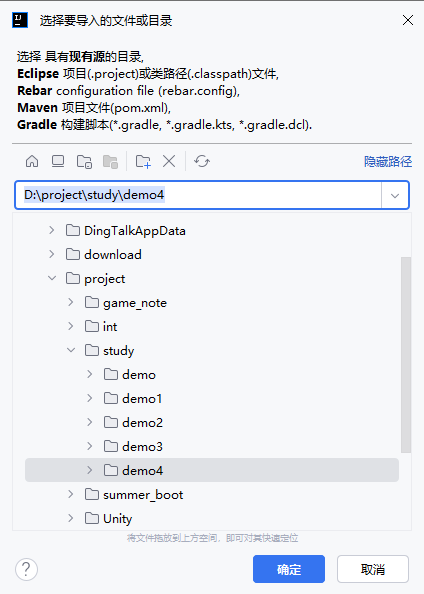 选择要导入的文件或目录
选择 具有现有源的目录,
Eclipse 项目(.project)或类路径(.classpath)文件,
Rebar configuration file (rebar.config),
Maven 项目文件(pom.xml),
Gradle 构建脚本(*.gradle, *.gradle.kts, *.gradle.dcl).
隐藏路径
D:\project\study\demo4
DingTalkAppData
download
project
game_note
int
study
demo
demo1
demo2
demo3
demo4
summer_boot
Unity
将文件拖放到上方空间，即可对其快速定位
?
确定
取消